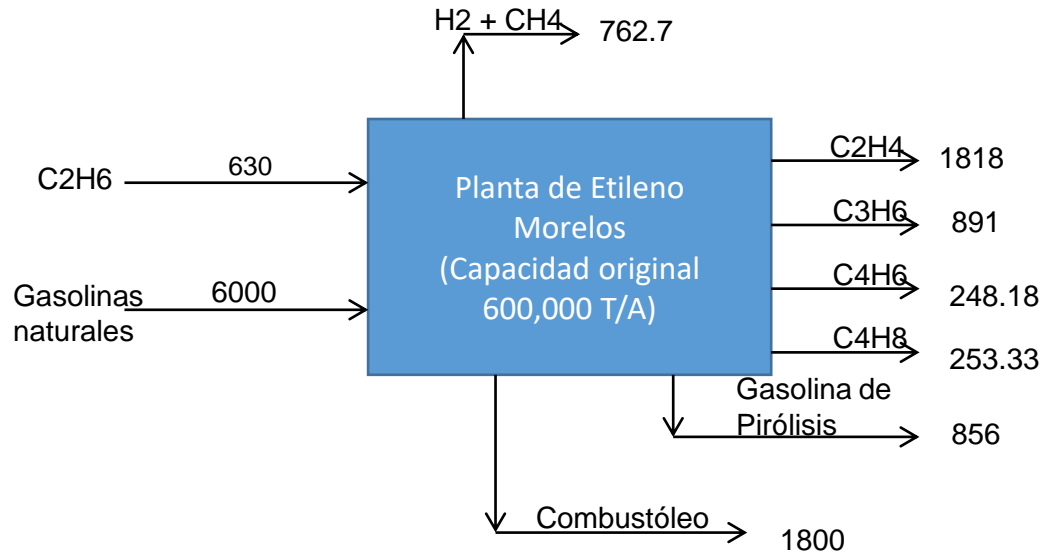 H2 + CH4
762.7
C2H6
630
Gasolinas
naturales
6000
Planta de Etileno
Morelos
(Capacidad original
600,000 T/A)
C2H4
1818
C3H6
891
C4H6
248.18
C4H8
253.33
Gasolina de
Pirólisis
856
Combustóleo
1800